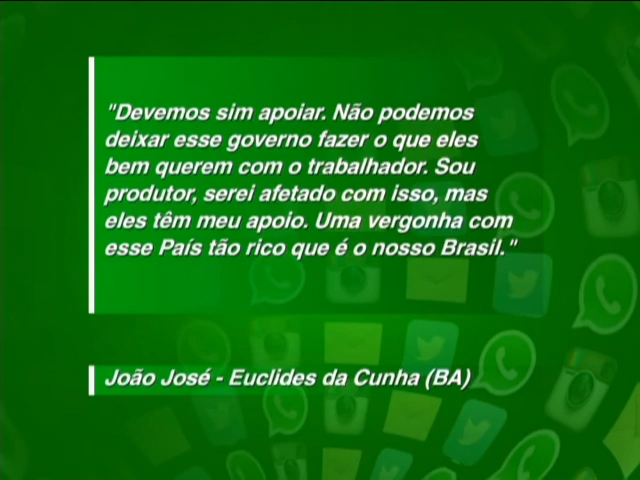 "Devemos sim apoiar. Não podemos
deixar esse governo fazer o que eles
bem querem com o trabalhador. Sou
produtor, serei afetado com isso, mas
eles têm meu apoio. Uma vergonha com
esse País tão rico que é o nosso Brasil."
João José - Euclides da Cunha (BA)